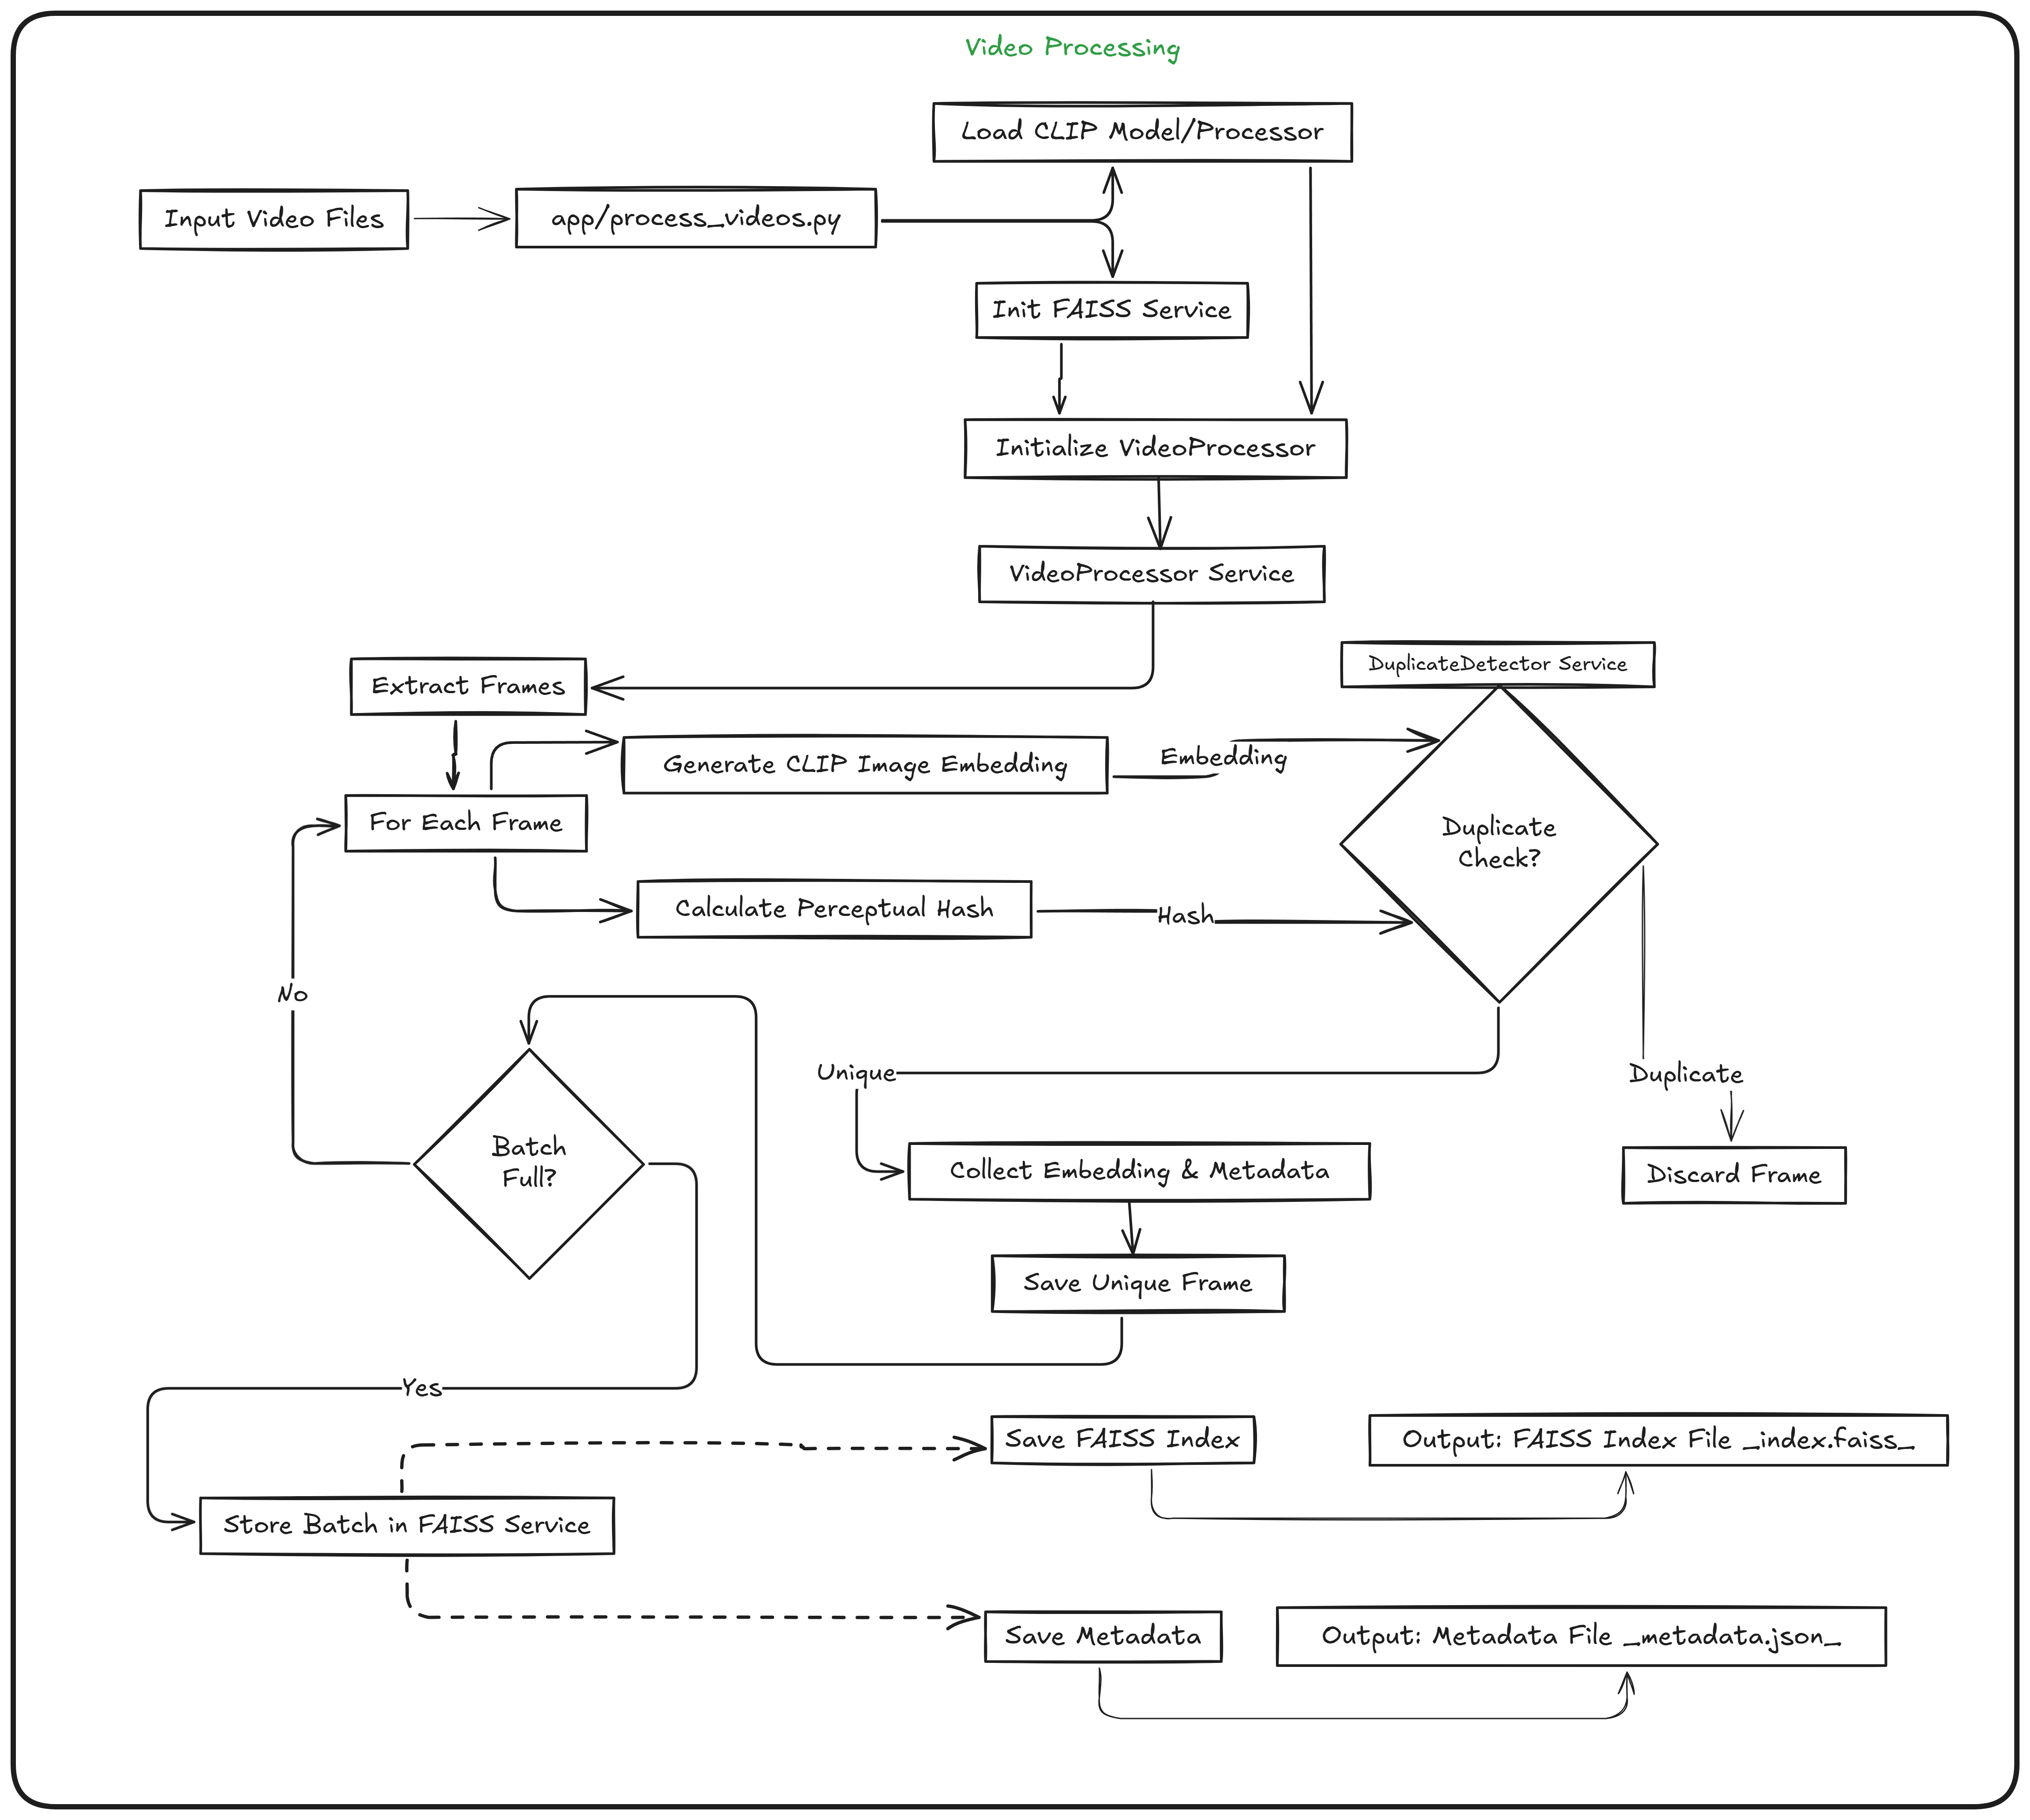 Video Processing
Load CLIP Model/Processor
Input Video Files
app/process_videos.py
Init FAISS Service
Initialize VideoProcessor
VideoProcessor Service
DuplicateDetector Service
Extract Frames
Generate CLIP Image Embedding
Embedding
For Each Frame
Duplicate
Check?
Calculate Perceptual Hash
Hash
No
Unique
Duplicate
Batch
Full?
Collect Embedding & Metadata
Discard Frame
Save Unique Frame
Yes
Save FAISS Index
Output: FAISS Index File _index.faiss_
Store Batch in FAISS Service
Save Metadata
Output: Metadata File _metadata.json_